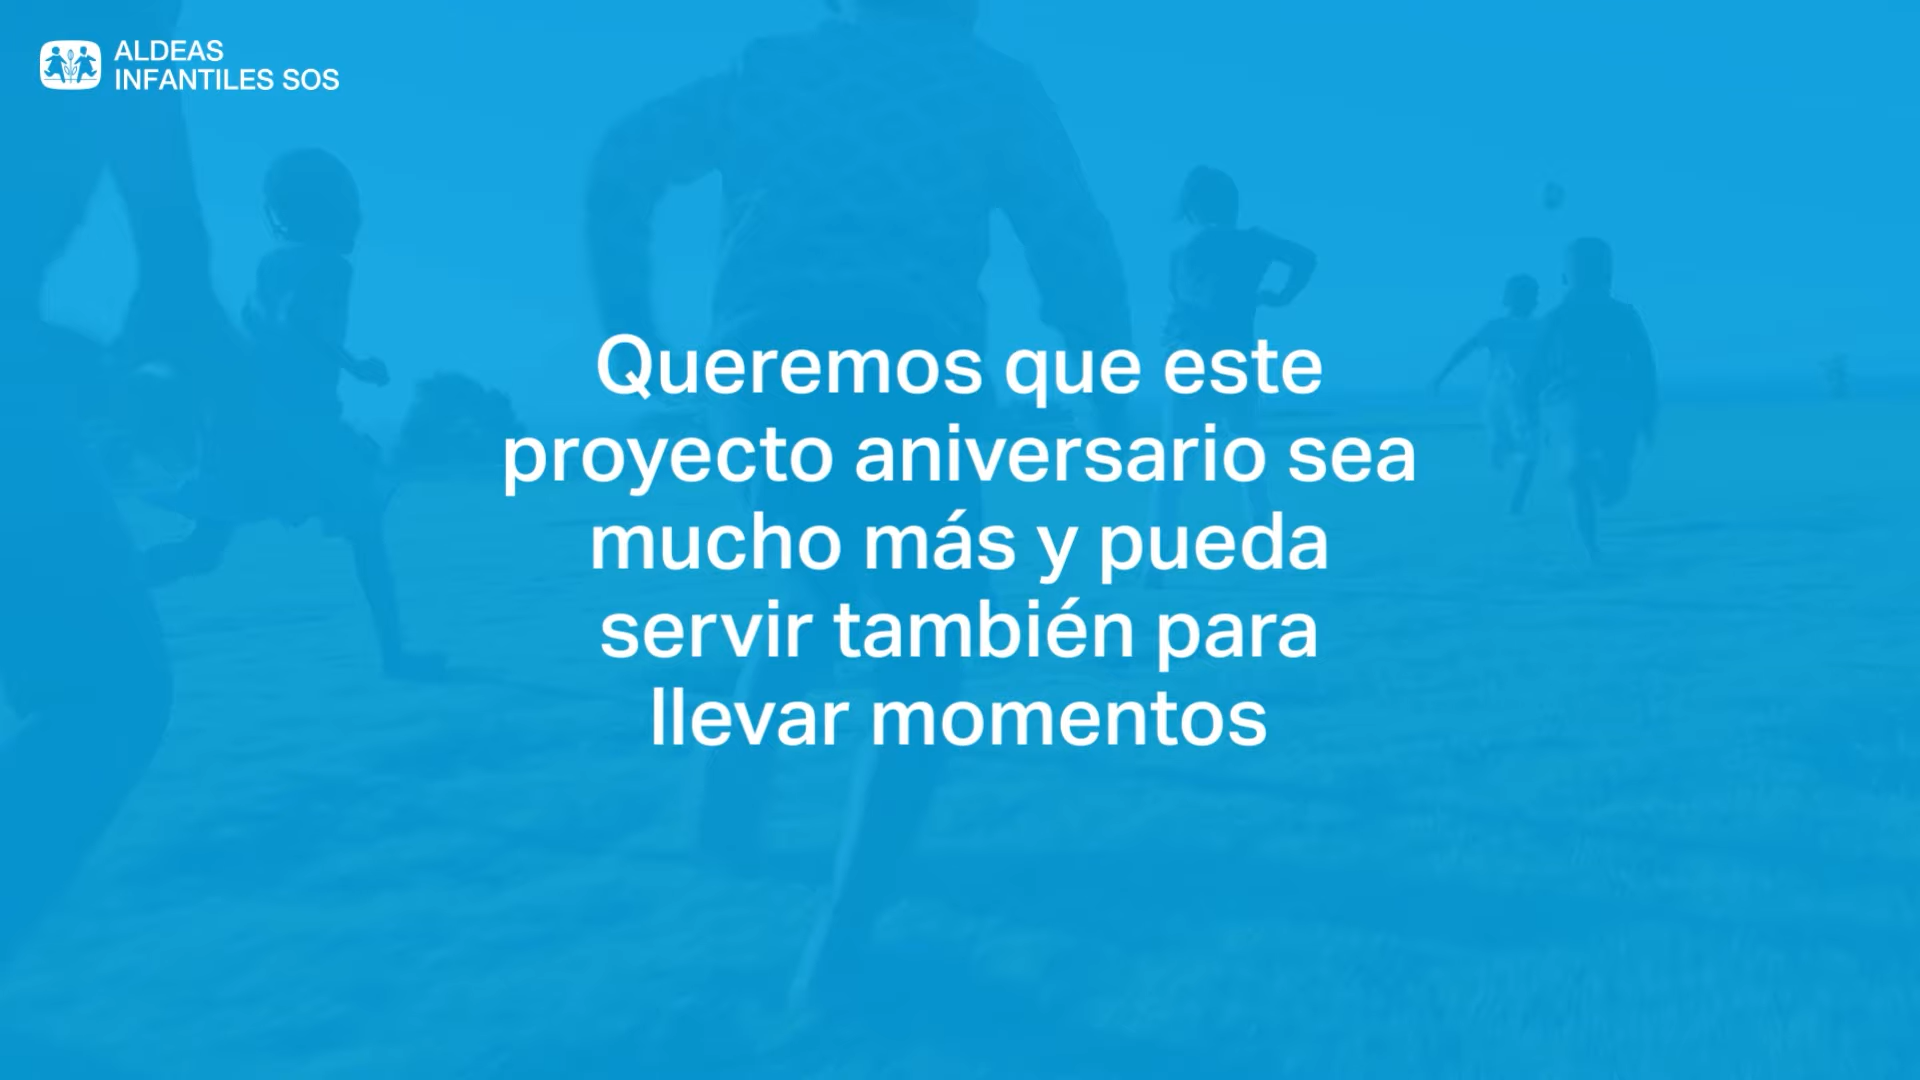 ALDEAS
INFANTILES SOS
Queremos que este
proyecto aniversario sea
mucho más y pueda
servir también para
llevar momentos